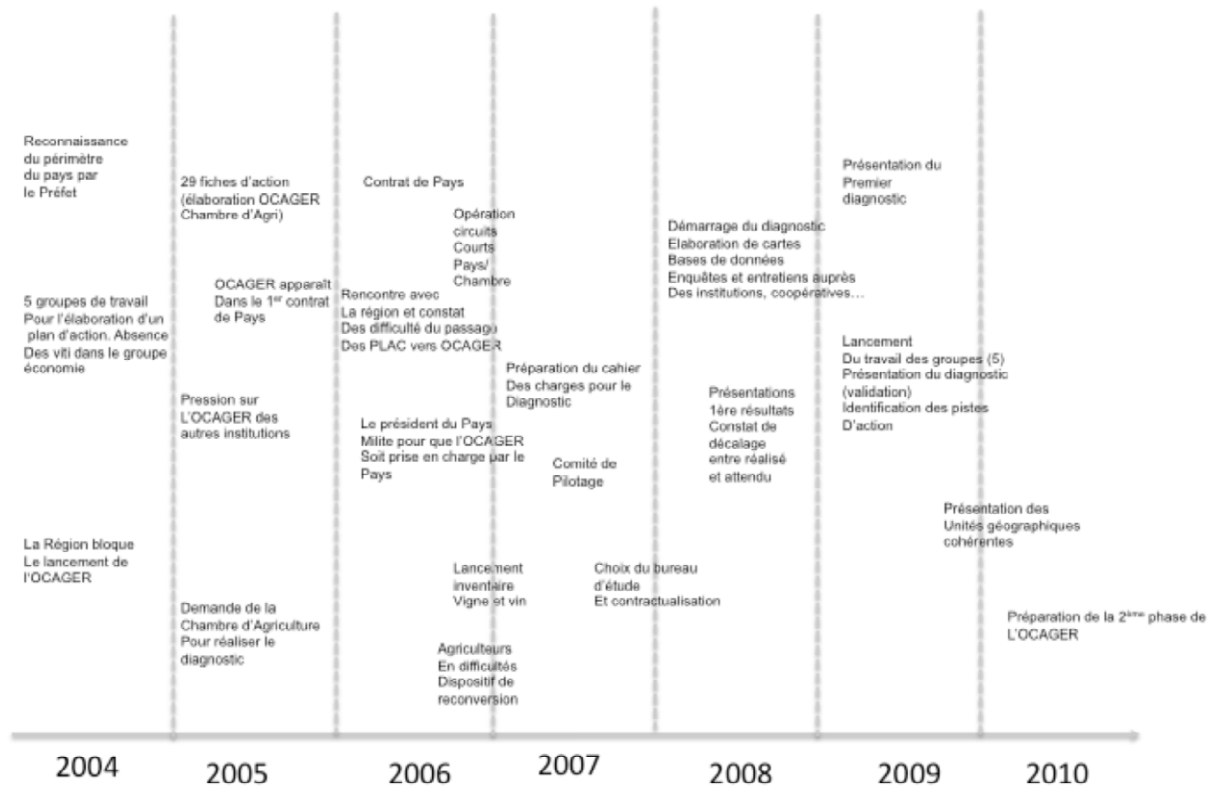 Reconnaissance
du périmètre
du pays par
le Préfet
5 groupes de travail
Pour l'élaboration d'un
plan d'action. Absence
Des viti dans le groupe
économie
La Région bloque
Le lancement de
l'OCAGER
29 fiches d'action
(élaboration OCAGER
Chambre d'Agri)
OCAGER apparaît
Dans le 1er contrat
de Pays
Pression sur
L'OCAGER des
autres institutions
Demande de la
Chambre d'Agriculture
Pour réaliser le
diagnostic
Contrat de Pays
Opération
circuits
Courts
Pays/
Chambre
Rencontre avec
La région et constat
Des difficulté du passage
Des PLAC vers OCAGER
Le président du Pays
Milite pour que l'OCAGER
Soit prise en charge par le
Pays
Lancement
inventaire
Vigne et vin
Agriculteurs
En difficultés
Dispositif de
reconversion
Préparation du cahier
Des charges pour le
Diagnostic
Comité de
Pilotage
Choix du bureau
d'étude
Et contractualisation
Démarrage du diagnostic
Elaboration de cartes
Bases de données
Enquêtes et entretiens auprès
Des institutions, coopératives…
Présentations
1ère résultats
Constat de
décalage
entre réalisé
et attendu
Présentation du
Premier
diagnostic
Lancement
Du travail des groupes (5)
Présentation du diagnostic
(validation)
Identification des pistes
D'action
Présentation des
Unités géographiques
cohérentes
Préparation de la 2ième phase de
L'OCAGER
2004
2005
2006
2007
2008
2009
2010